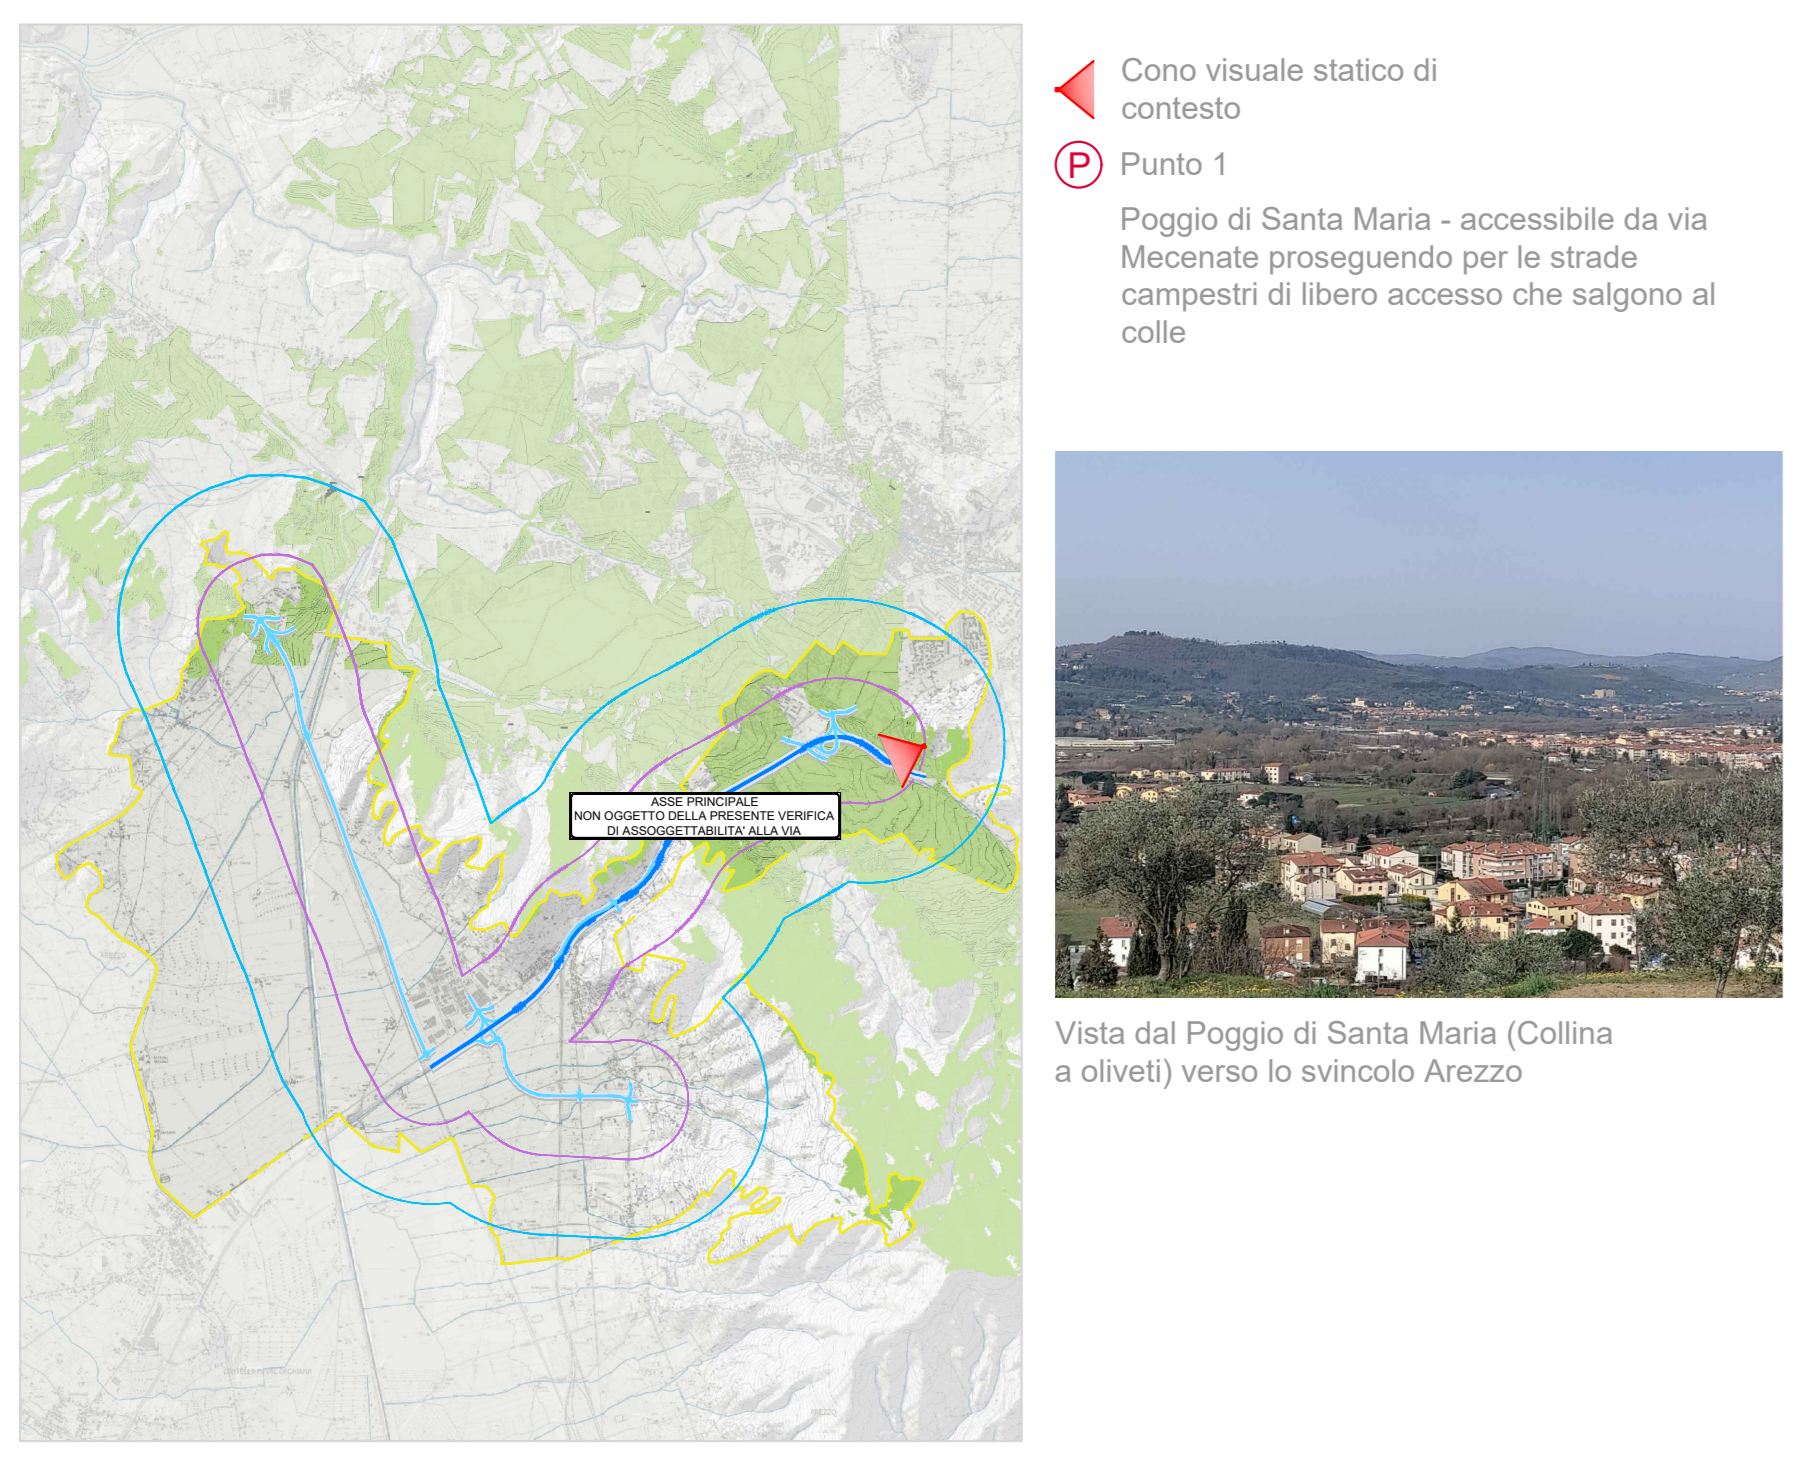 Cono visuale statico di
contesto
P Punto 1
Poggio di Santa Maria - accessibile da via
Mecenate proseguendo per le strade
campestri di libero accesso che salgono al
colle
ASSE PRINCIPALE
NON OGGETTO DELLA PRESENTE VERIFICA
DI ASSOGGETTABILITA' ALLA VIA
Vista dal Poggio di Santa Maria (Collina
a oliveti) verso lo svincolo Arezzo
AREZZO